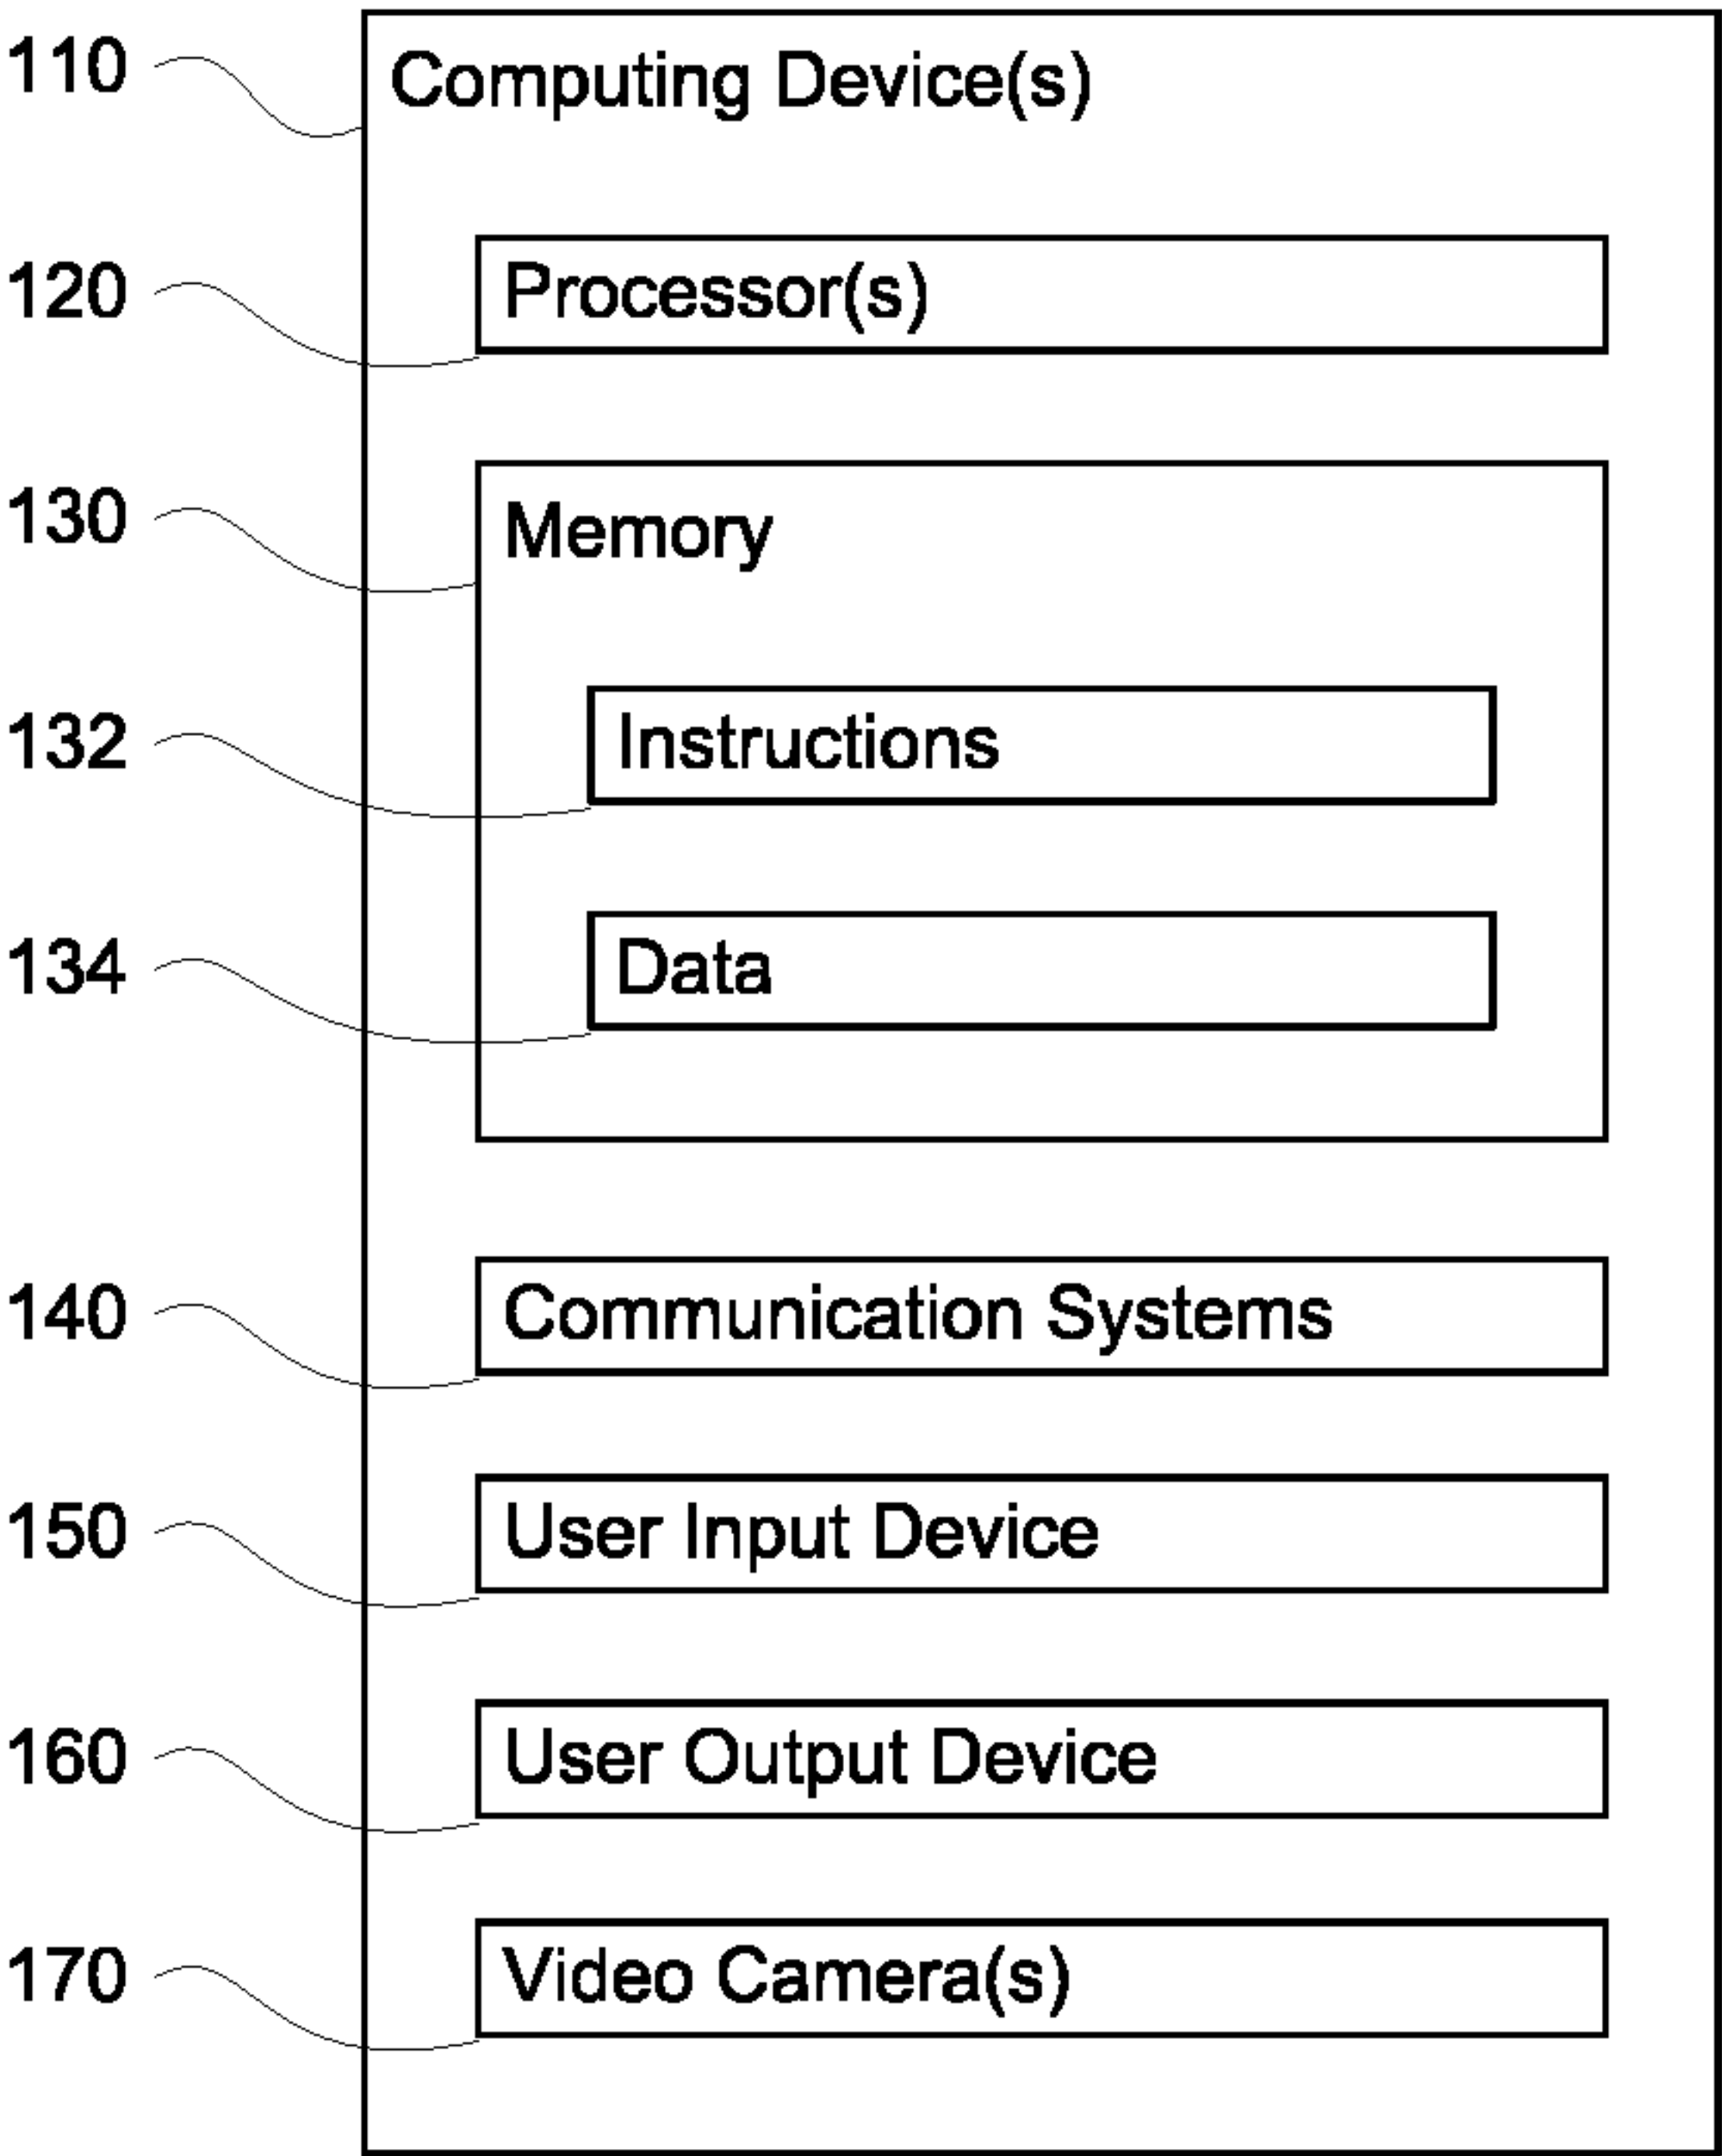 110 Computing Device(s)
120 Processor(s)
130 Memory
132 Instructions
134 Data
140 Communication Systems
150 User Input Device
160 User Output Device
170 Video Camera(s)